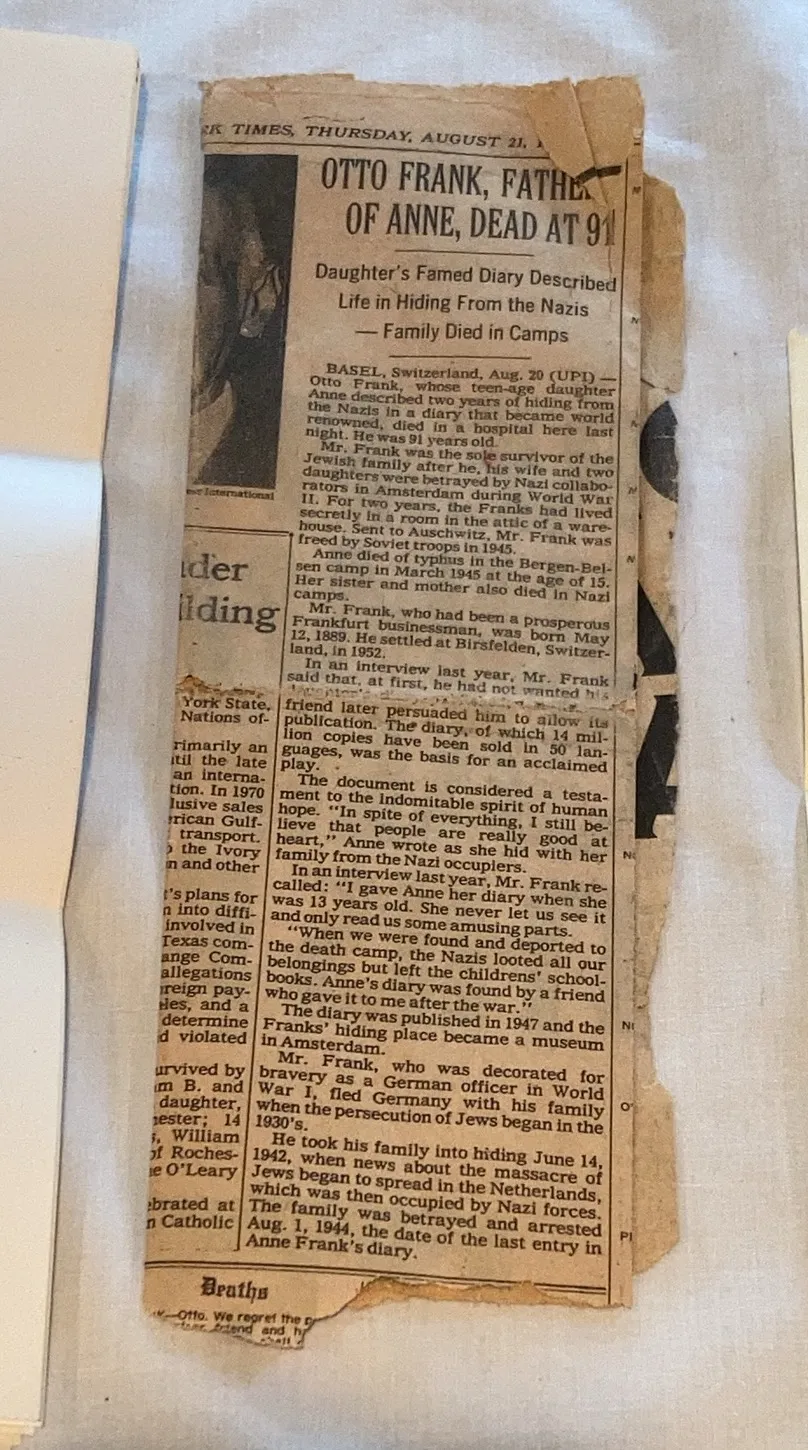 TIMES, THURSDAY, AUGUST 21,
OTTO FRANK,
OF ANNE, DEAD AT 91
Daughter's Famed Diary Described
Life in Hiding From the Nazis
— Family Died in Camps
BASEL, Switzerland, Aug. 20 (UPI) —
Otto Frank, whose teen-age daughter
Anne described two years of hiding from
the Nazis in a diary that became world
renowned, died in a hospital here last
night. He was 91 years old.
Mr. Frank was the sole survivor of the
Jewish family after he, his wife and two
daughters were betrayed by Nazi collabo-
rators in Amsterdam during World War
II. For two years, the Franks had lived
secretly in a room in the attic of a ware-
house. Sent to Auschwitz, Mr. Frank was
freed by Soviet troops in 1945.
Anne died of typhus in the Bergen-Bel-
sen camp in March 1945 at the age of 15.
Her sister and mother also died in Nazi
camps.
Mr. Frank, who had been a prosperous
Frankfurt businessman, was born May
12, 1889. He settled at Birsfelden, Switzer-
land, in 1952.
In an interview last year, Mr. Frank
said that, at first, he had not wanted his
friend later persuaded him to allow its
publication. The diary, of which 14 mil-
lion copies have been sold in 50 lan-
guages, was the basis for an acclaimed
play.
The document is considered a testa-
ment to the indomitable spirit of human
hope. "In spite of everything, I still be-
lieve that people are really good at
heart," Anne wrote as she hid with her
family from the Nazi occupiers.
In an interview last year, Mr. Frank re-
called: "I gave Anne her diary when she
was 13 years old. She never let us see it
and only read us some amusing parts.
"When we were found and deported to
the death camp, the Nazis looted all our
belongings but left the childrens' school-
books. Anne's diary was found by a friend
who gave it to me after the war."
The diary was published in 1947 and the
Franks' hiding place became a museum
in Amsterdam.
Mr. Frank, who was decorated for
bravery as a German officer in World
War I, fled Germany with his family
when the persecution of Jews began in the
1930's.
He took his family into hiding June 14,
1942, when news about the massacre of
Jews began to spread in the Netherlands,
which was then occupied by Nazi forces.
The family was betrayed and arrested
Aug. 1, 1944, the date of the last entry in
Anne Frank's diary.
International
lder
ilding
York State,
Nations of-
rimarily an
ntil the late
an interna-
tion. In 1970
lusive sales
erican Gulf-
transport.
the Ivory
n and other
t's plans for
n into diffi-
involved in
Texas com-
ange Com-
allegations
reign pay-
les, and a
determine
d violated
urvived by
m B. and
daughter,
hester; 14
s, William
of Roches-
e O'Leary
ebrated at
n Catholic
Deaths
—Otto. We regret the
friend and